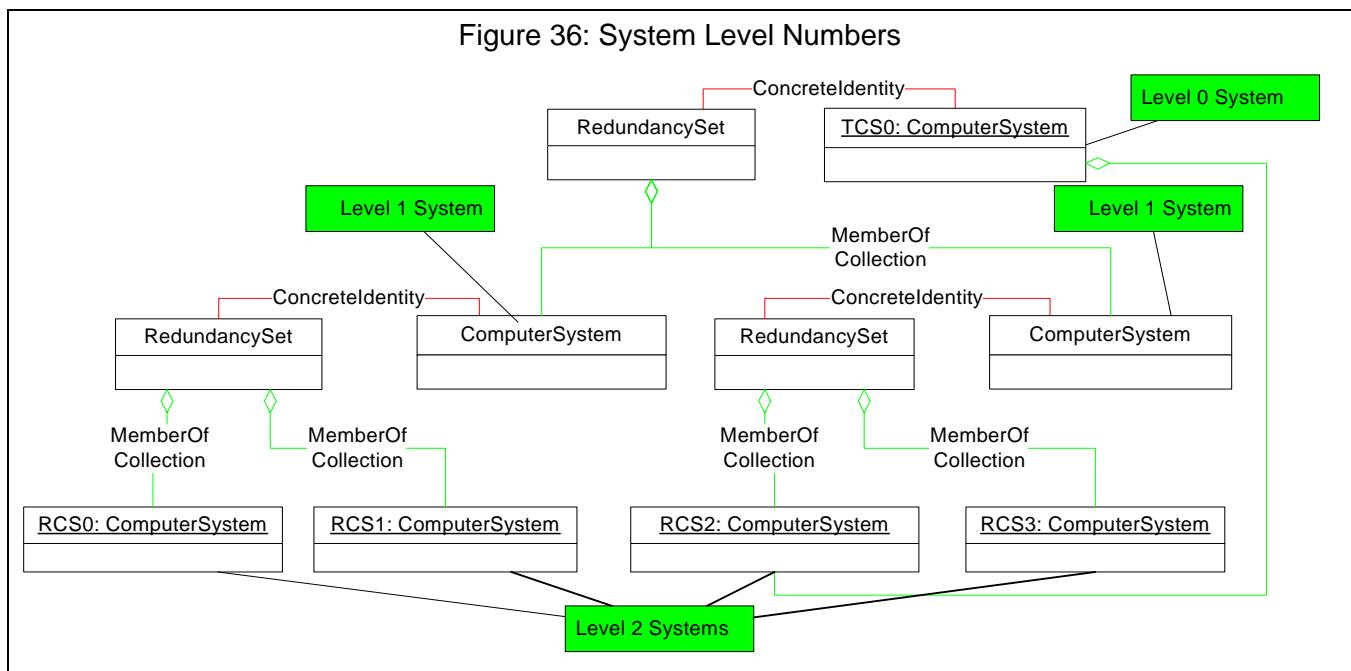 Figure 36: System Level Numbers
ConcreteIdentity
Level 0 System
RedundancySet
TCS0: ComputerSystem
Level 1 System
Level 1 System
MemberOf
Collection
ConcreteIdentity
ConcreteIdentity
RedundancySet
ComputerSystem
RedundancySet
ComputerSystem
MemberOf
Collection
MemberOf
Collection
MemberOf
Collection
MemberOf
Collection
RCS0: ComputerSystem
RCS1: ComputerSystem
RCS2: ComputerSystem
RCS3: ComputerSystem
Level 2 Systems